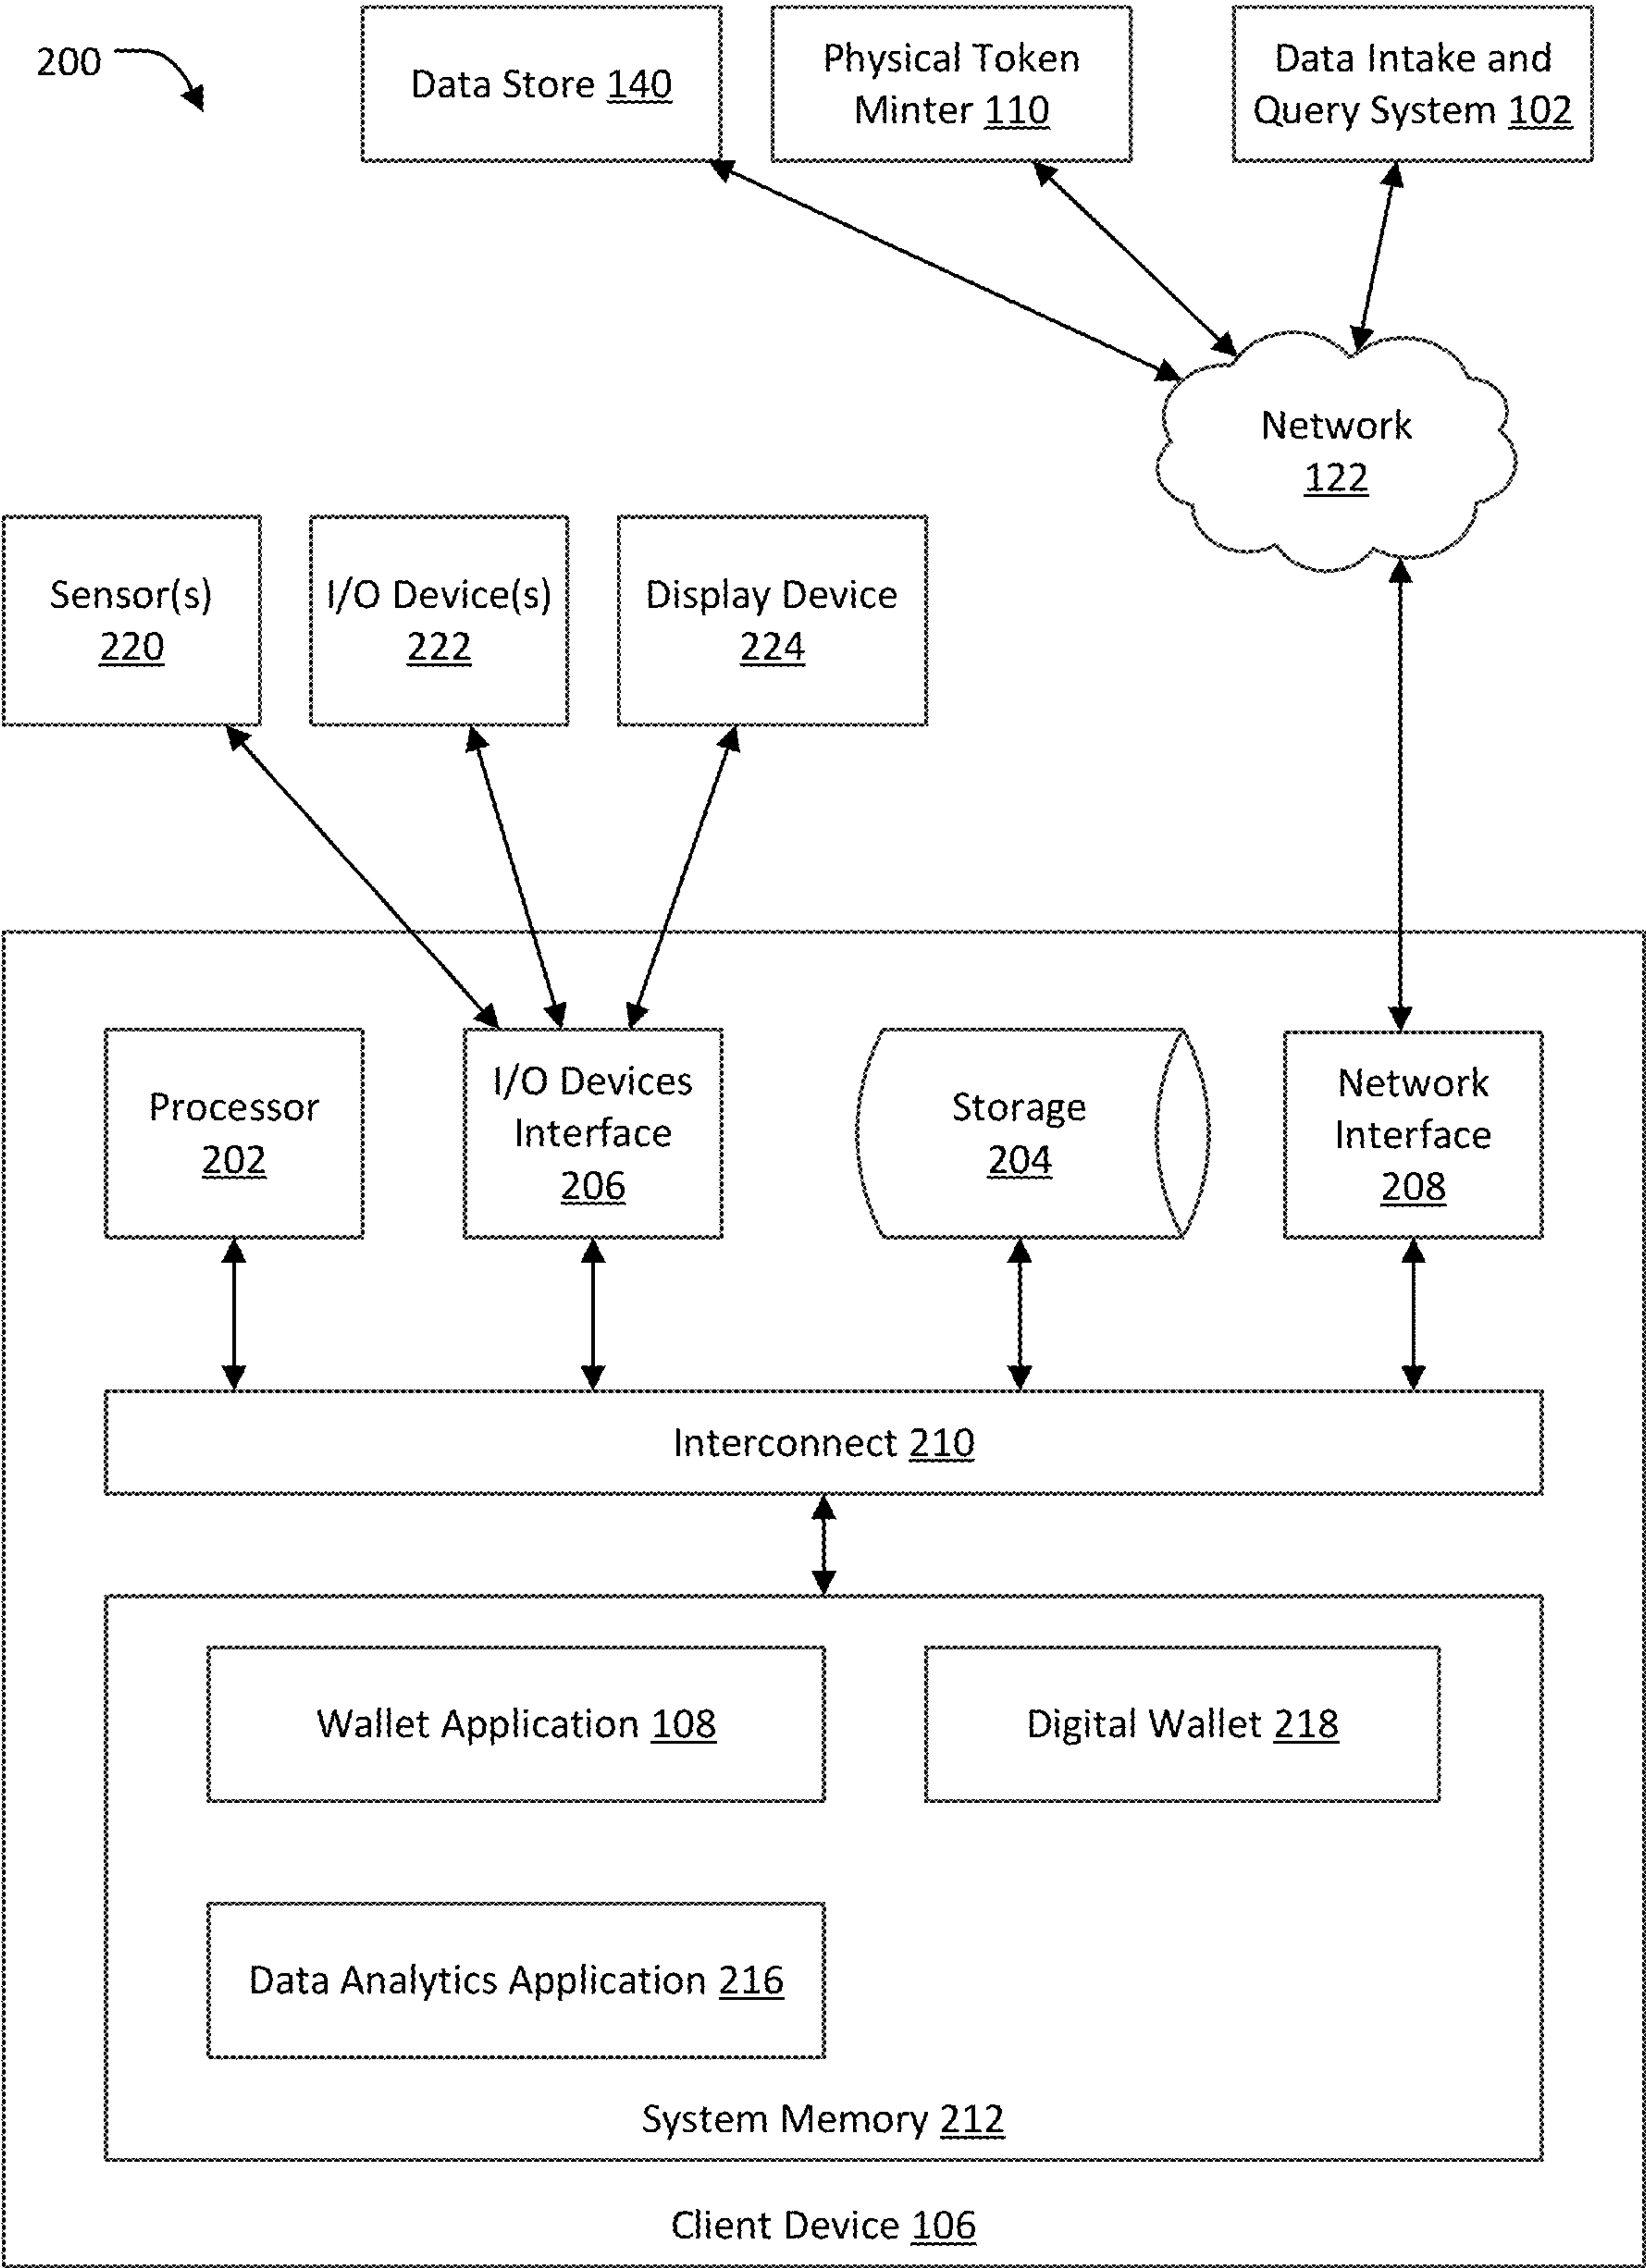 200
Data Store 140
Physical Token
Minter 110
Data Intake and
Query System 102
Network
122
Sensor(s)
220
I/O Device(s)
222
Display Device
224
Processor
202
I/O Devices
Interface
206
Storage
204
Network
Interface
208
Interconnect 210
Wallet Application 108
Digital Wallet 218
Data Analytics Application 216
System Memory 212
Client Device 106